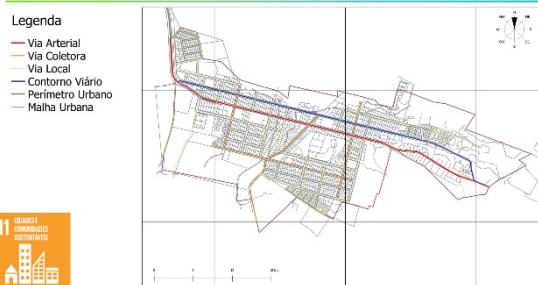 Legenda
Via Arterial
Via Coletora
Via Local
Contorno Viário
Perímetro Urbano
Malha Urbana
11 CIDADES E
COMUNIDADES
SUSTENTÁVEIS